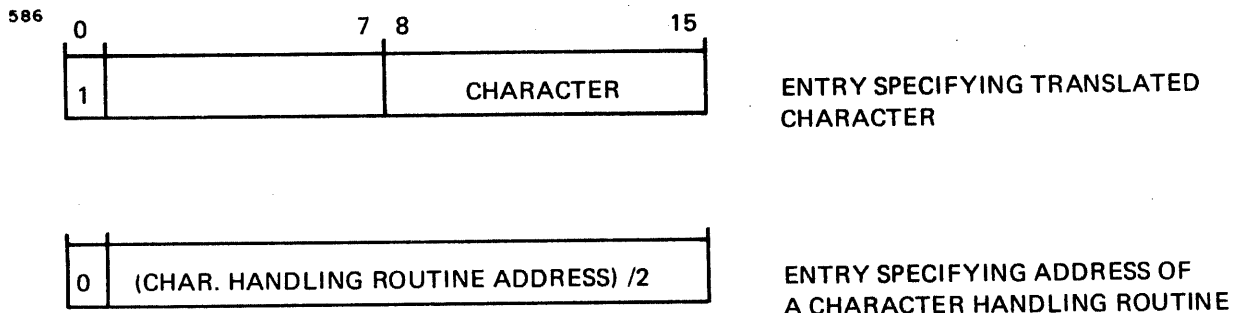 586
0 7 8 15
1 CHARACTER ENTRY SPECIFYING TRANSLATED
CHARACTER
0 (CHAR. HANDLING ROUTINE ADDRESS) /2 ENTRY SPECIFYING ADDRESS OF
A CHARACTER HANDLING ROUTINE